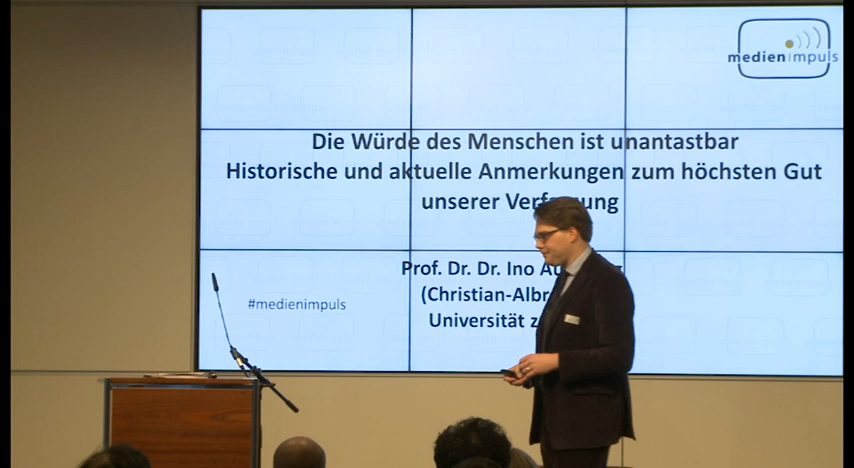 medienimpuls
Die Würde des Menschen ist unantastbar
Historische und aktuelle Anmerkungen zum höchsten Gut
unserer
Prof. Dr. Dr. Ino
#medienimpuls
Universität